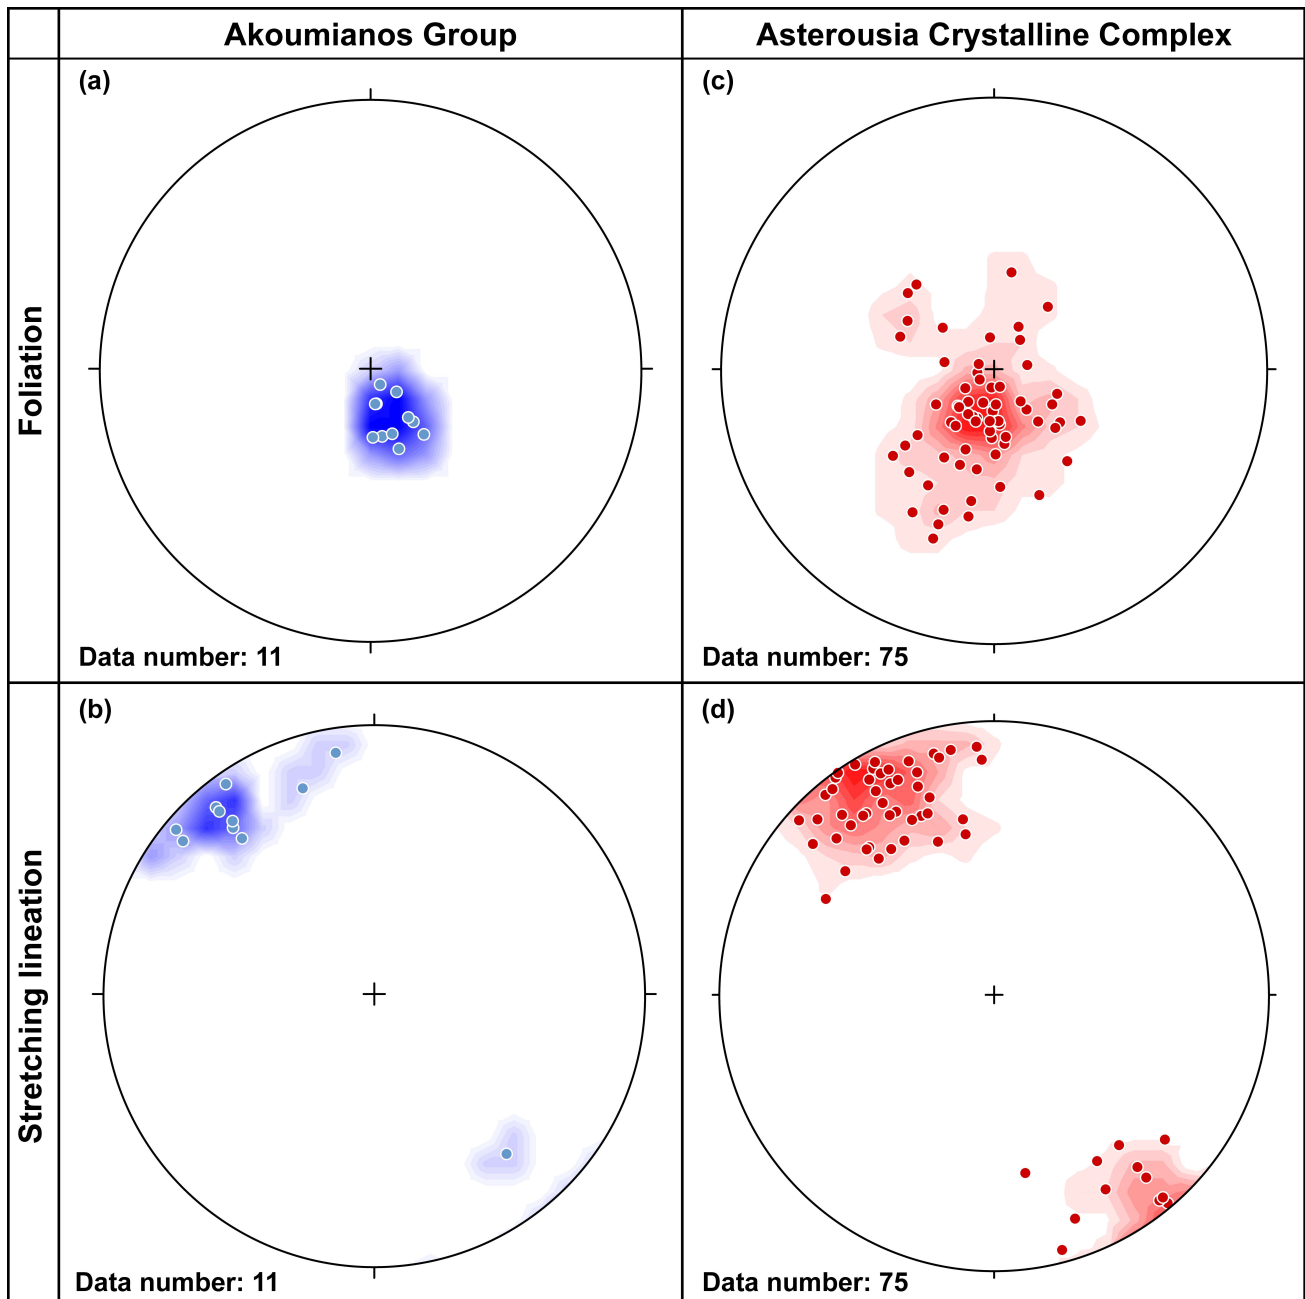 Akoumianos Group
Asterousia Crystalline Complex
Foliation
(a)
Data number: 11
(c)
Data number: 75
Stretching lineation
(b)
Data number: 11
(d)
Data number: 75